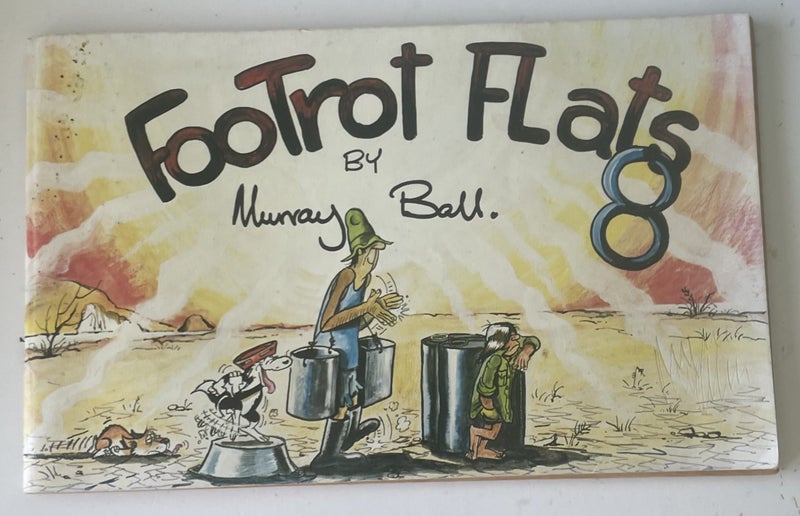 FooTrot FLats
8
BY
Murray Ball.